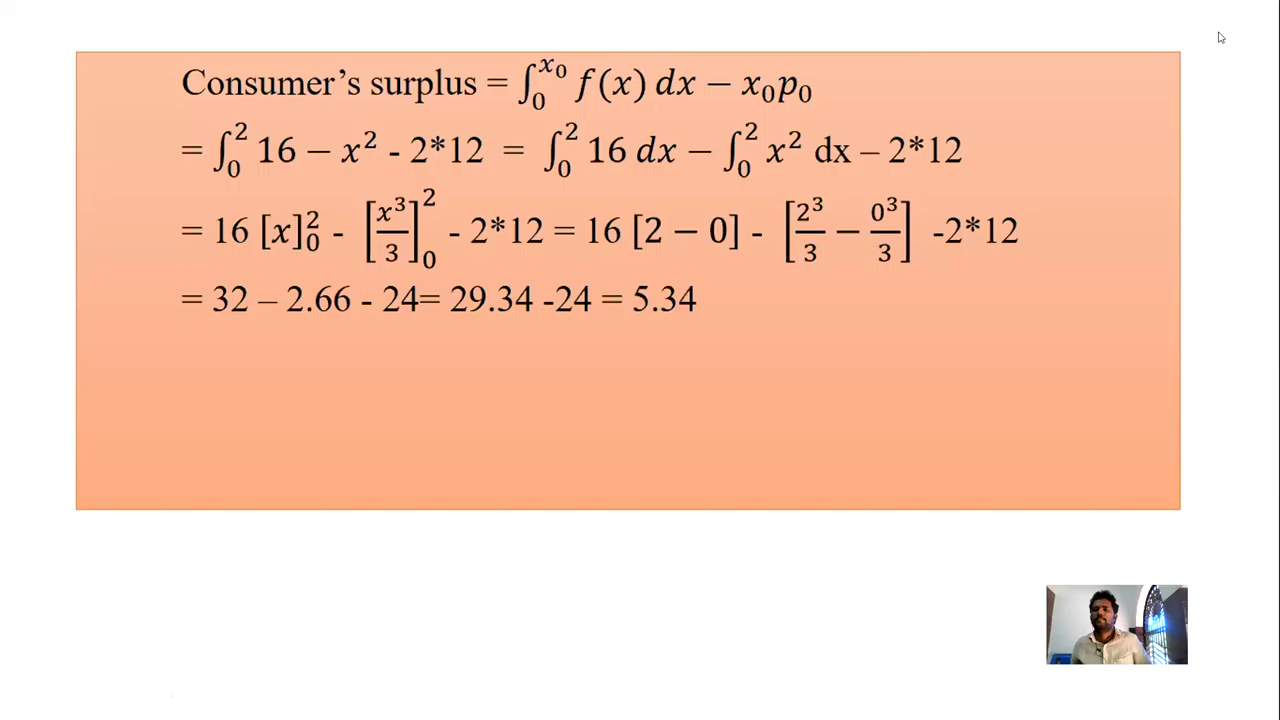 Consumer's surplus = ∫₀^{x₀} f(x) dx − x₀p₀
= ∫₀² 16 − x² - 2*12 = ∫₀² 16 dx − ∫₀² x² dx – 2*12
= 16 [x]₀² - [x³/3]₀² - 2*12 = 16 [2 − 0] - [2³/3 − 0³/3] -2*12
= 32 – 2.66 - 24= 29.34 -24 = 5.34